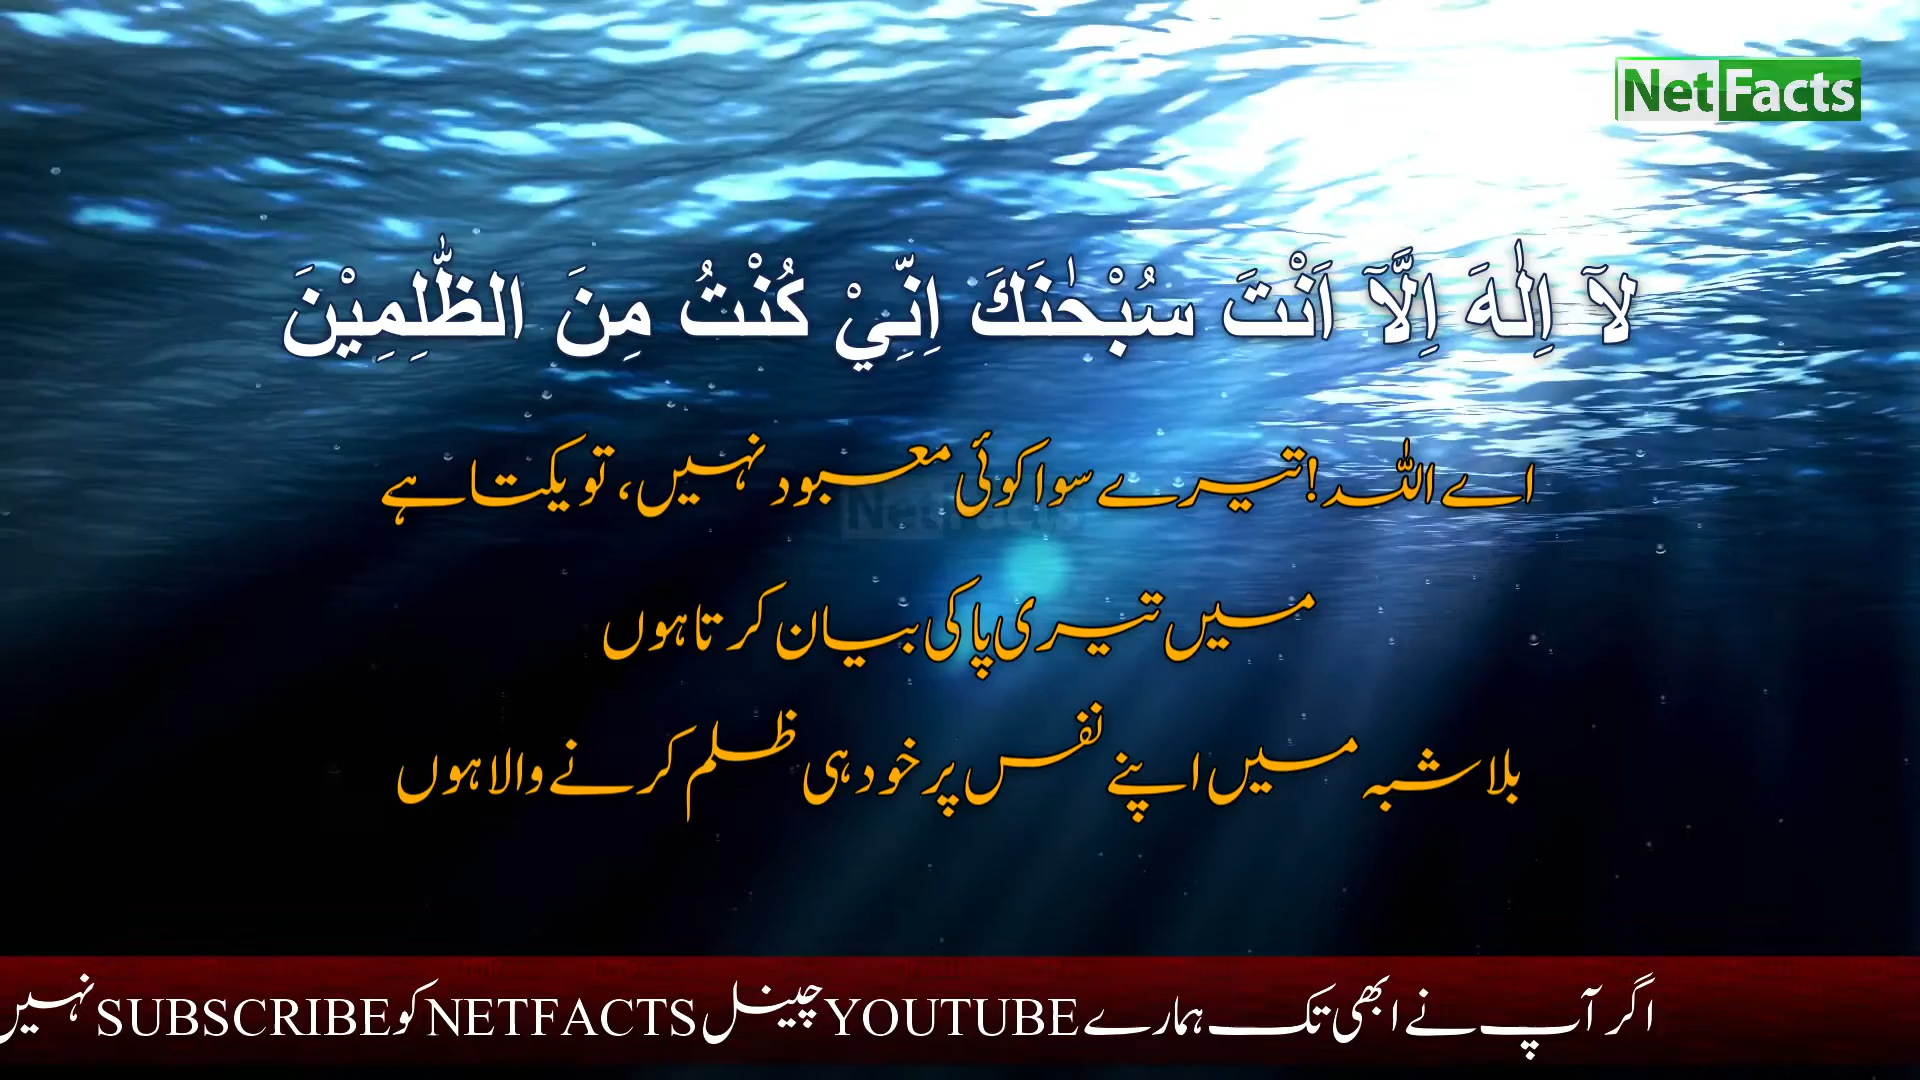 NetFacts
لَآ اِلٰهَ اِلَّآ اَنْتَ سُبْحٰنَكَ اِنِّيْ كُنْتُ مِنَ الظّٰلِمِيْنَ
اے اللہ! تیرے سوا کوئی معبود نہیں، تو یکتا ہے
NetFacts
میں تیری پاکی بیان کرتا ہوں
بلاشبہ میں اپنے نفس پر خود ہی ظلم کرنے والا ہوں
اگر آپ نے ابھی تک ہمارے YOUTUBE چینل NETFACTS کو SUBSCRIBE نہیں